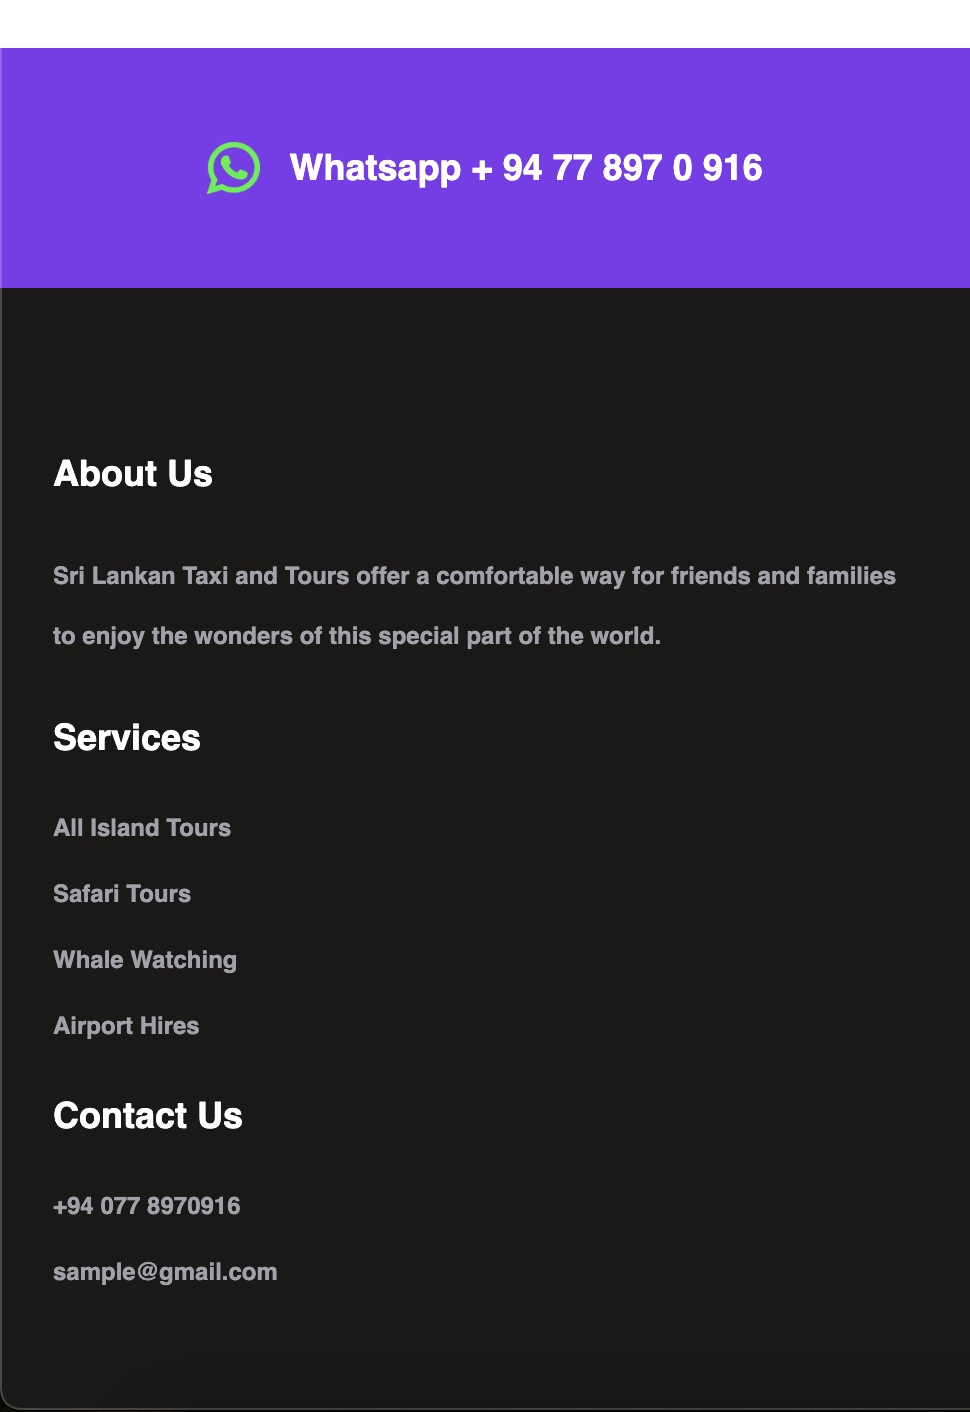 Whatsapp + 94 77 897 0 916
About Us
Sri Lankan Taxi and Tours offer a comfortable way for friends and families
to enjoy the wonders of this special part of the world.
Services
All Island Tours
Safari Tours
Whale Watching
Airport Hires
Contact Us
+94 077 8970916
sample@gmail.com